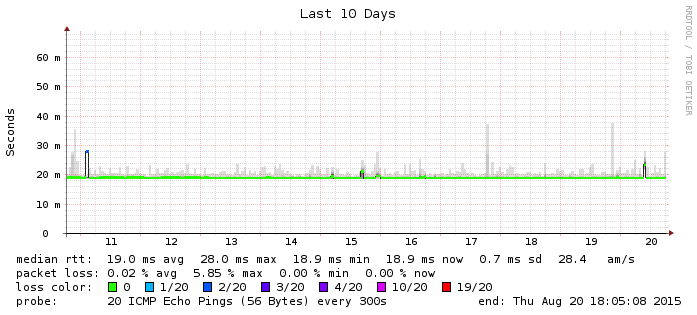 Last 10 Days
RRDTOOL / TOBI OETIKER
Seconds
60 m
50 m
40 m
30 m
20 m
10 m
0
11 12 13 14 15 16 17 18 19 20
median rtt: 19.0 ms avg 28.0 ms max 18.9 ms min 18.9 ms now 0.7 ms sd 28.4 am/s
packet loss: 0.02 % avg 5.85 % max 0.00 % min 0.00 % now
loss color: 0 1/20 2/20 3/20 4/20 10/20 19/20
probe: 20 ICMP Echo Pings (56 Bytes) every 300s end: Thu Aug 20 18:05:08 2015